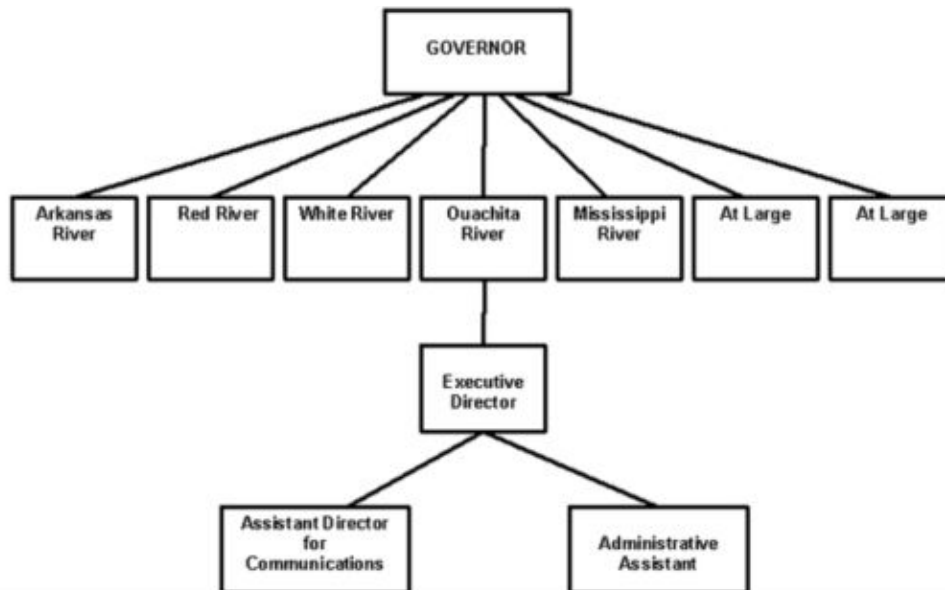 GOVERNOR
Arkansas
River
Red River
White River
Ouachita
River
Mississippi
River
At Large
At Large
Executive
Director
Assistant Director
for
Communications
Administrative
Assistant